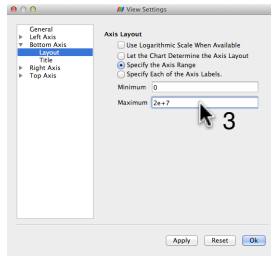 View Settings
General
Left Axis
Bottom Axis
Layout
Title
Right Axis
Top Axis
Axis Layout
Use Logarithmic Scale When Available
Let the Chart Determine the Axis Layout
Specify the Axis Range
Specify Each of the Axis Labels.
Minimum 0
Maximum 2e+7
3
Apply Reset Ok